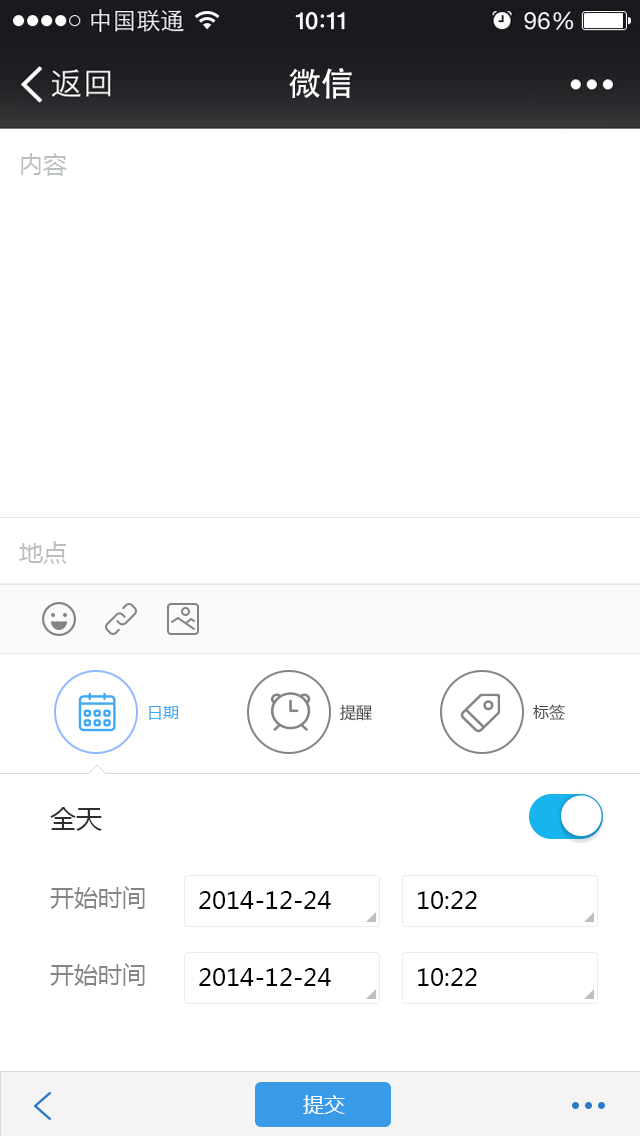 中国联通 10:11 96%
返回 微信
内容
地点
日期 提醒 标签
全天
开始时间 2014-12-24 10:22
开始时间 2014-12-24 10:22
提交